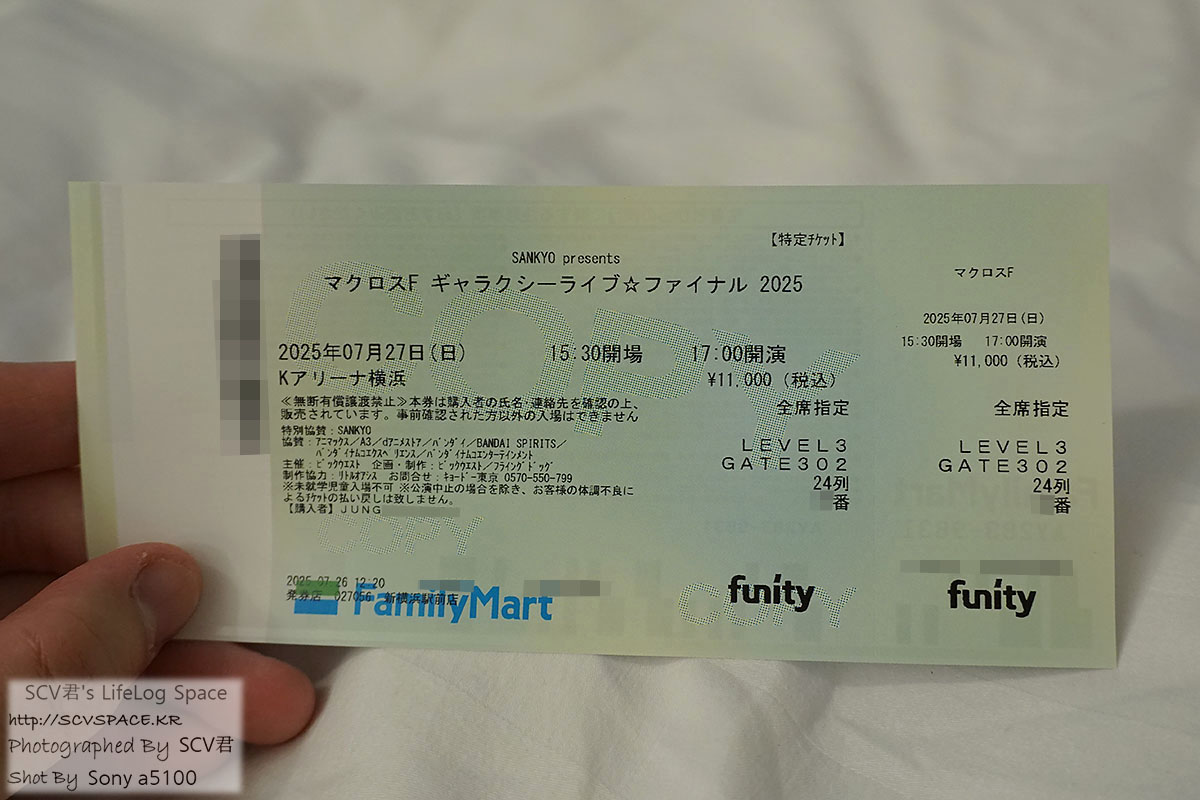 【特定ﾁｹｯﾄ】
SANKYO presents
マクロスF ギャラクシーライブ☆ファイナル 2025
2025年07月27日(日) 15:30開場 17:00開演
Kアリーナ横浜 ¥11,000 (税込)
≪無断有償譲渡禁止≫本券は購入者の氏名・連絡先を確認の上、
販売されています。事前確認された方以外の入場はできません
全席指定
特別協賛：SANKYO
協賛：ｱﾆﾏｯｸｽ／A3／dｱﾆﾒｽﾄｱ／ﾊﾞﾝﾀﾞｲ／BANDAI SPIRITS／
ﾊﾞﾝﾀﾞｲﾅﾑｺｴｸｽﾍﾟﾘｴﾝｽ／ﾊﾞﾝﾀﾞｲﾅﾑｺｴﾝﾀｰﾃｲﾝﾒﾝﾄ
主催：ﾋﾞｯｸｳｴｽﾄ 企画・制作：ﾋﾞｯｸｳｴｽﾄ／ﾌﾗｲﾝｸﾞﾄﾞｯｸﾞ
制作協力：ﾘﾄﾙｵｱｼｽ お問合せ：ｷｮｰﾄﾞｰ東京 0570-550-799
※未就学児童入場不可 ※公演中止の場合を除き、お客様の体調不良に
よるﾁｹｯﾄの払い戻しは致しません。
【購入者】JUNG
LEVEL3
GATE302
24列
番
2025-07-26 12:20
発券店 027056 新横浜駅前店
FamilyMart
funity
COPY
COPY
COPY
マクロスF
2025年07月27日(日)
15:30開場 17:00開演
¥11,000 (税込)
全席指定
LEVEL3
GATE302
24列
番
funity
SCV君's LifeLog Space
http://SCVSPACE.KR
Photographed By SCV君
Shot By Sony a5100